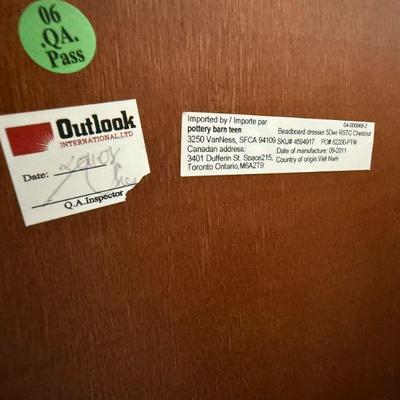 06
.QA.
Pass
Outlook
INTERNATIONAL.LTD
Date:
Q.A.Inspector
04-000068-2
Imported by / Importe par
pottery barn teen
3250 VanNess, SFCA 94109
Canadian address:
3401 Dufferin St. Space215,
Toronto Ontario,M6A2T9
Beadboard dresser 5Dwr RSTC Chestnut
SKU# 4594917 PO# 62200-PTM
Date of manufacture: 09-2011
Country of origin:Viet Nam